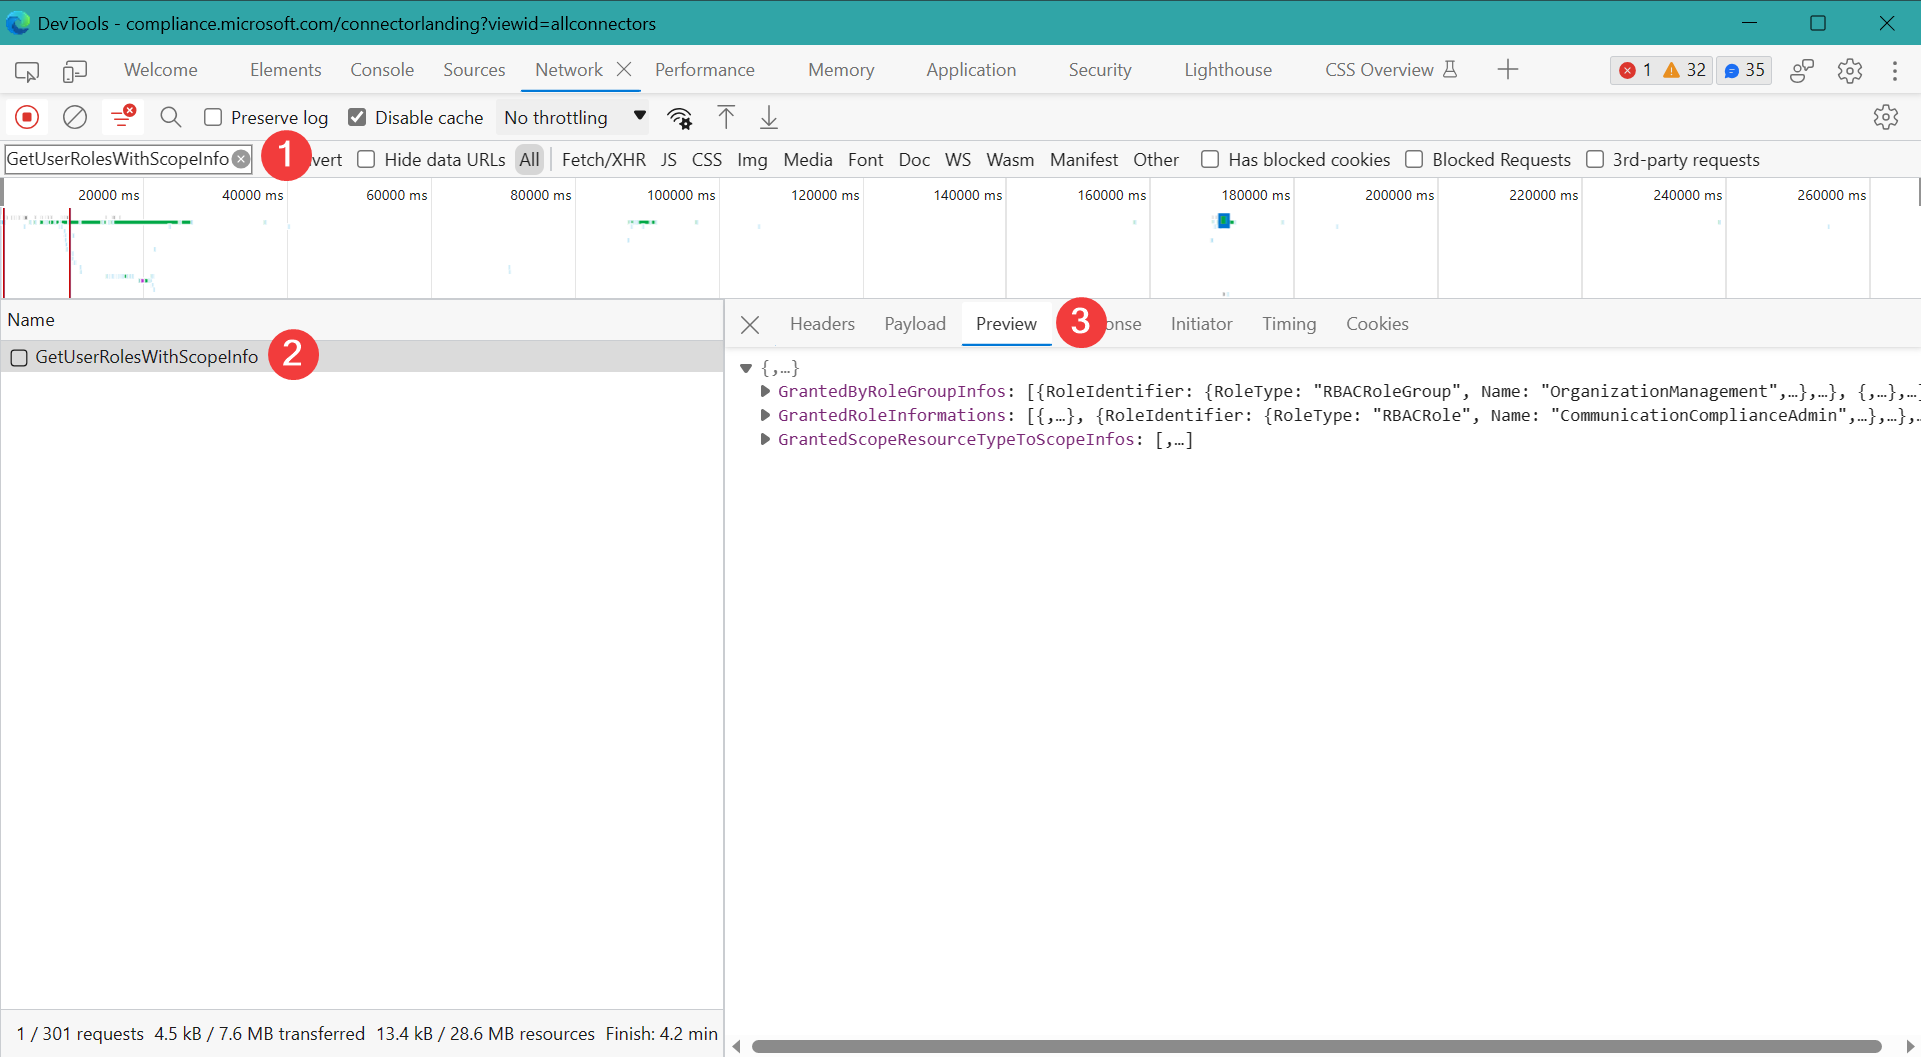 DevTools - compliance.microsoft.com/connectorlanding?viewid=allconnectors
Welcome Elements Console Sources Network Performance Memory Application Security Lighthouse CSS Overview 1 32 35
Preserve log Disable cache No throttling
GetUserRolesWithScopeInfo 1 vert Hide data URLs All Fetch/XHR JS CSS Img Media Font Doc WS Wasm Manifest Other Has blocked cookies Blocked Requests 3rd-party requests
20000 ms 40000 ms 60000 ms 80000 ms 100000 ms 120000 ms 140000 ms 160000 ms 180000 ms 200000 ms 220000 ms 240000 ms 260000 ms
Name
GetUserRolesWithScopeInfo 2
Headers Payload Preview 3 onse Initiator Timing Cookies
{,…}
GrantedByRoleGroupInfos: [{RoleIdentifier: {RoleType: "RBACRoleGroup", Name: "OrganizationManagement",…},…}, {,…},…]
GrantedRoleInformations: [{,…}, {RoleIdentifier: {RoleType: "RBACRole", Name: "CommunicationComplianceAdmin",…},…},…
GrantedScopeResourceTypeToScopeInfos: [,…]
1 / 301 requests 4.5 kB / 7.6 MB transferred 13.4 kB / 28.6 MB resources Finish: 4.2 min